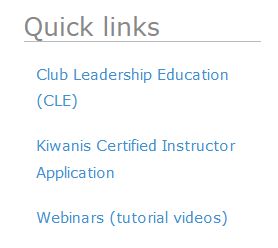 Quick links
Club Leadership Education
(CLE)
Kiwanis Certified Instructor
Application
Webinars (tutorial videos)